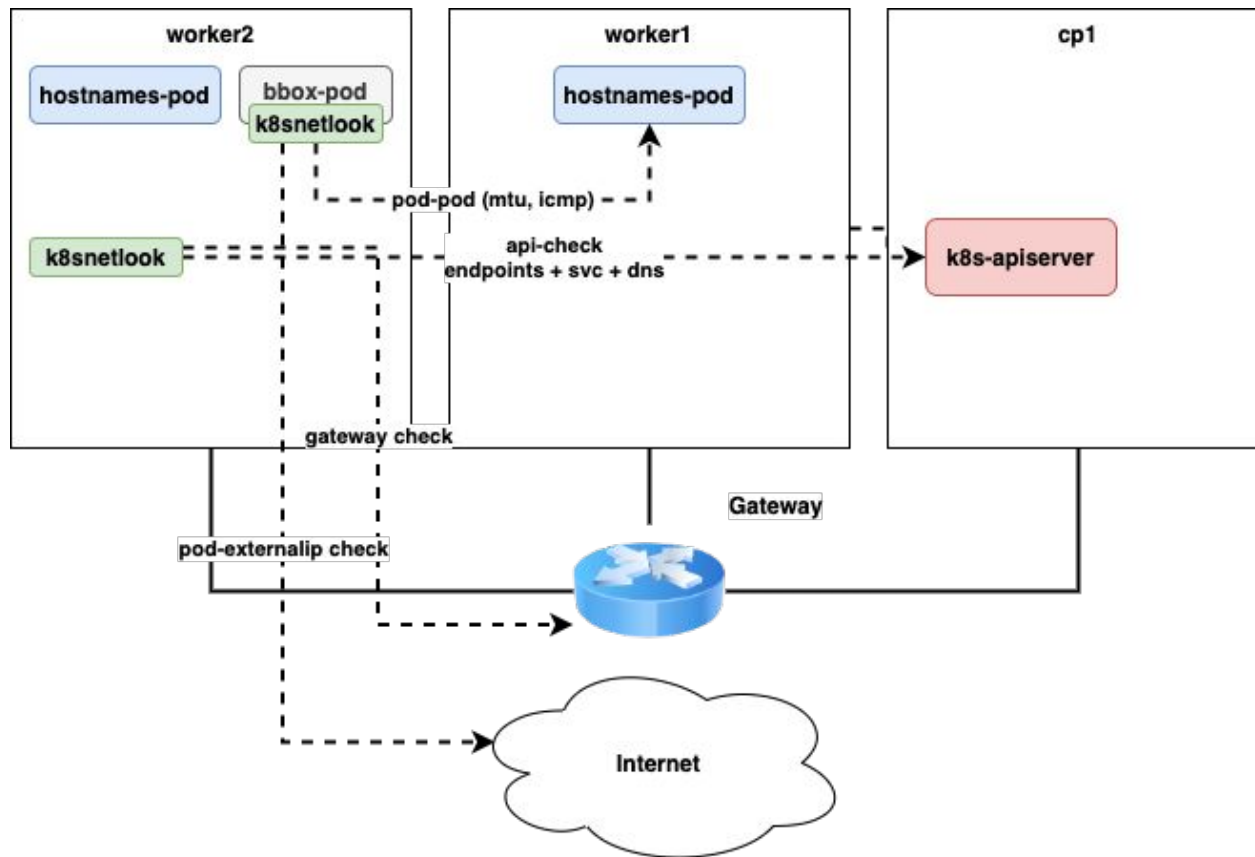 worker2
worker1
cp1
hostnames-pod
bbox-pod
k8snetlook
hostnames-pod
pod-pod (mtu, icmp)
k8snetlook
api-check
endpoints + svc + dns
k8s-apiserver
gateway check
Gateway
pod-externalip check
Internet